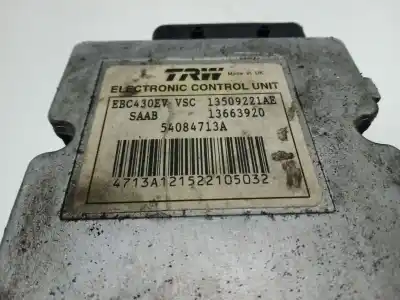 TRW Made in UK
ELECTRONIC CONTROL UNIT
EBC430EV VSC 13509221AE
SAAB 13663920
54084713A
4713A121522105032